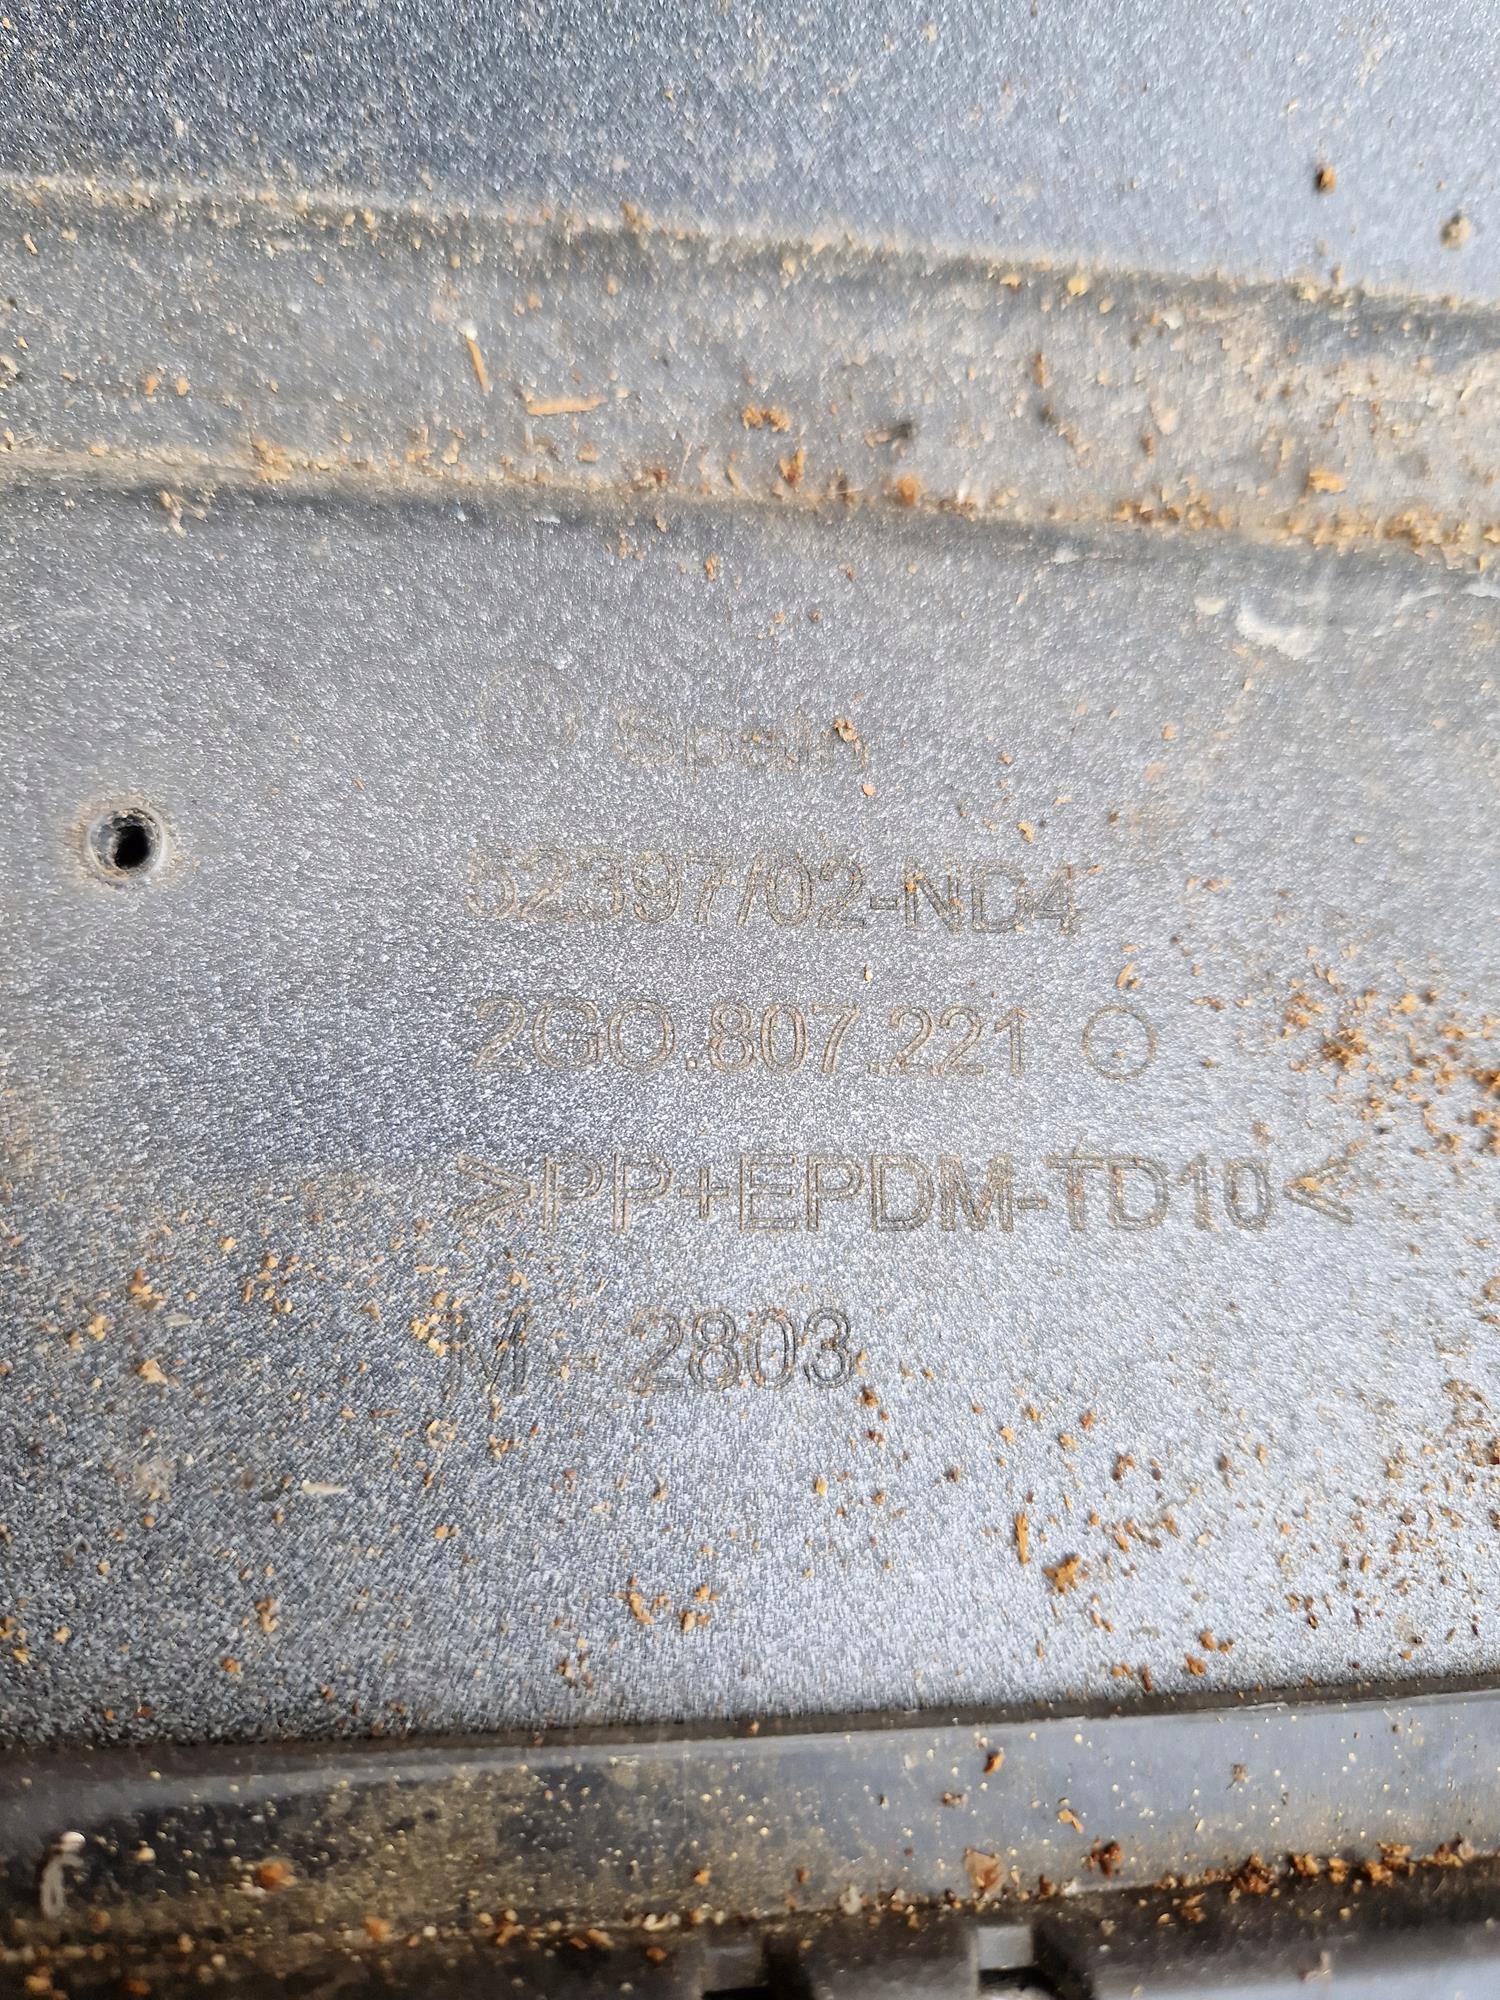 Spain
52397/02-ND4
2GO.807.221
>PP+EPDM-TD10<
M - 2803